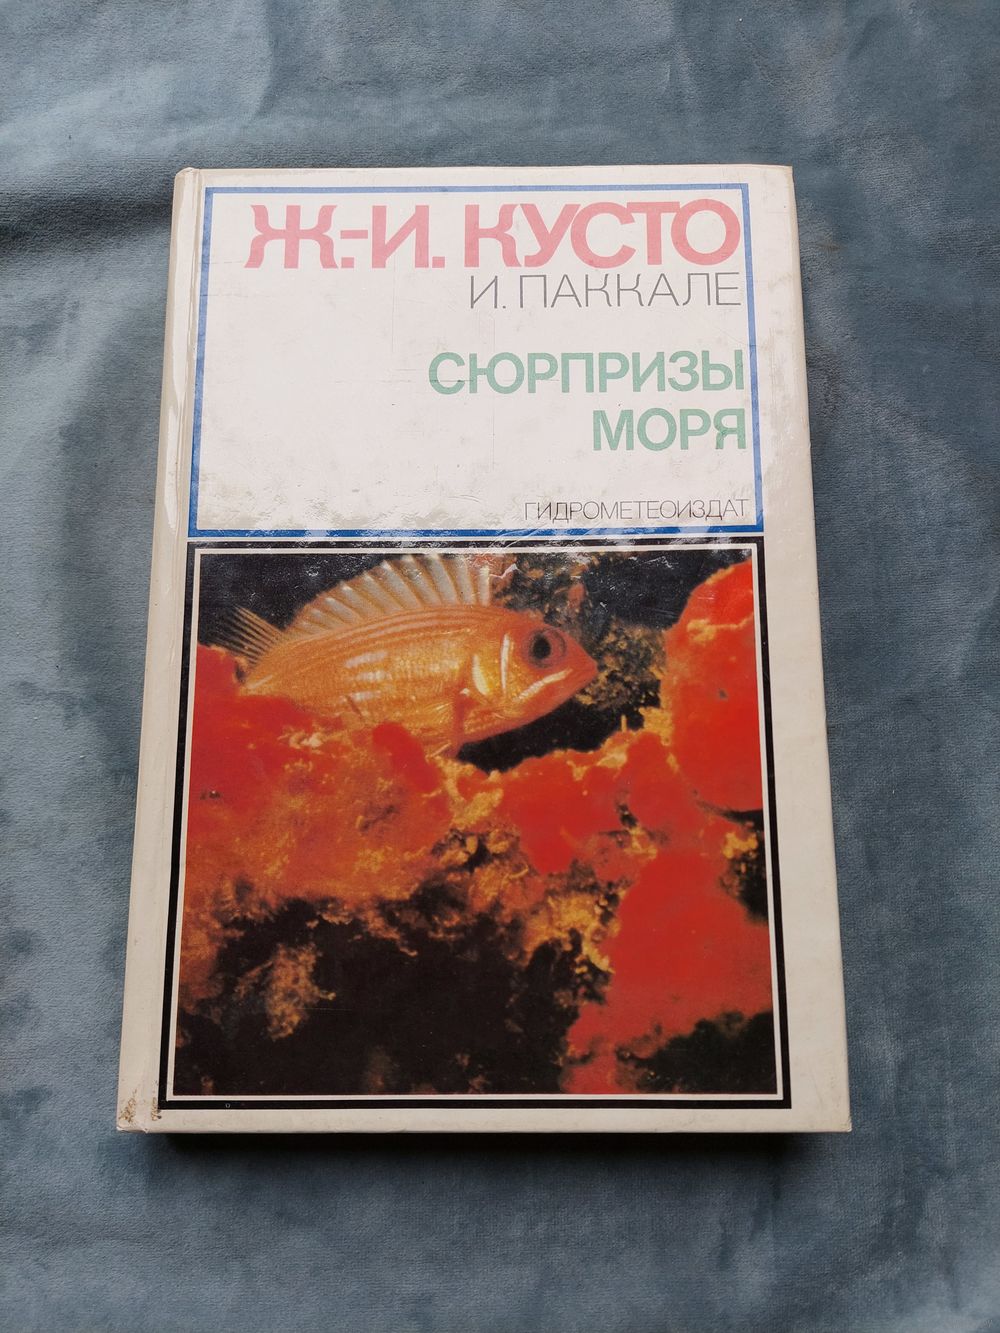 Ж.-И. КУСТО
И. ПАККАЛЕ
СЮРПРИЗЫ
МОРЯ
ГИДРОМЕТЕОИЗДАТ